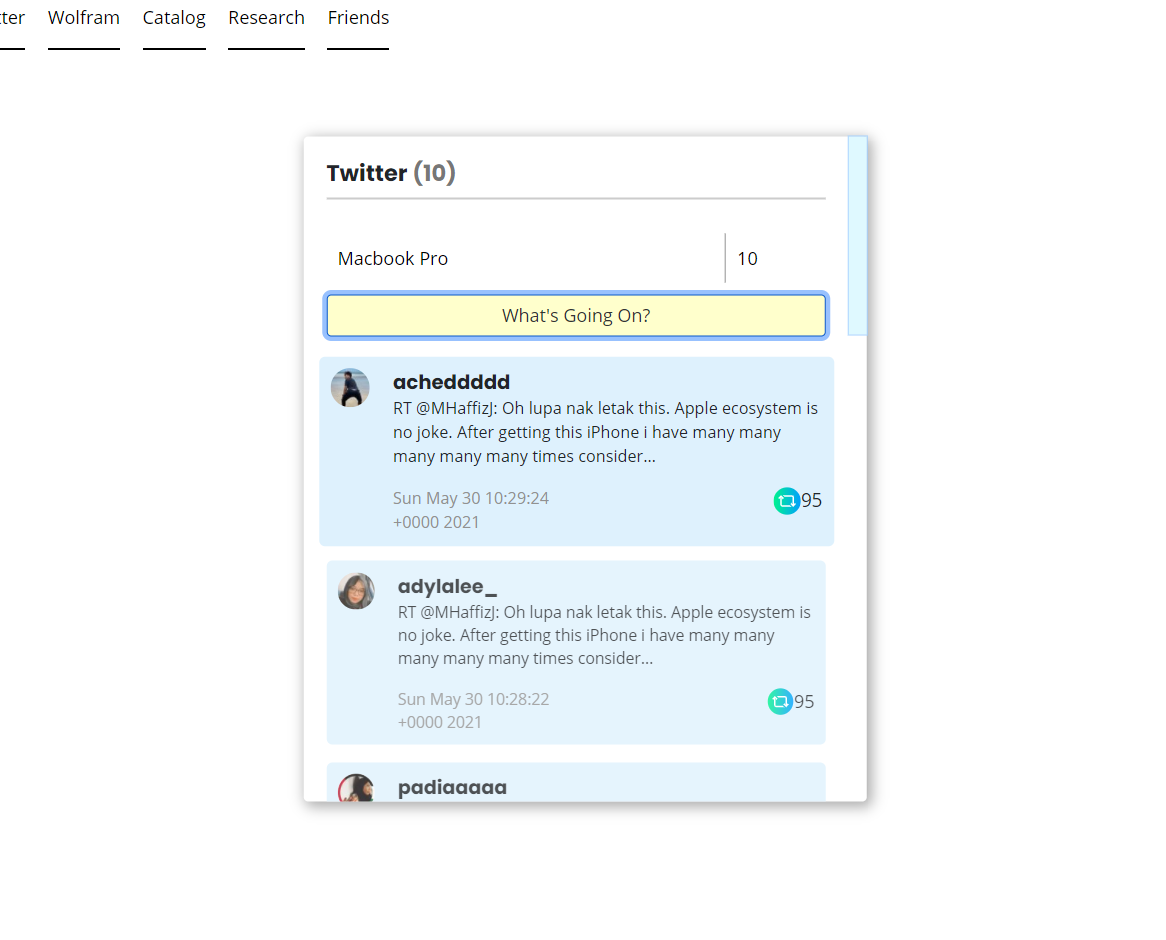 ter Wolfram Catalog Research Friends
Twitter (10)
Macbook Pro 10
What's Going On?
acheddddd
RT @MHaffizJ: Oh lupa nak letak this. Apple ecosystem is
no joke. After getting this iPhone i have many many
many many many times consider...
Sun May 30 10:29:24
+0000 2021
95
adylalee_
RT @MHaffizJ: Oh lupa nak letak this. Apple ecosystem is
no joke. After getting this iPhone i have many many
many many many times consider...
Sun May 30 10:28:22
+0000 2021
95
padiaaaaa